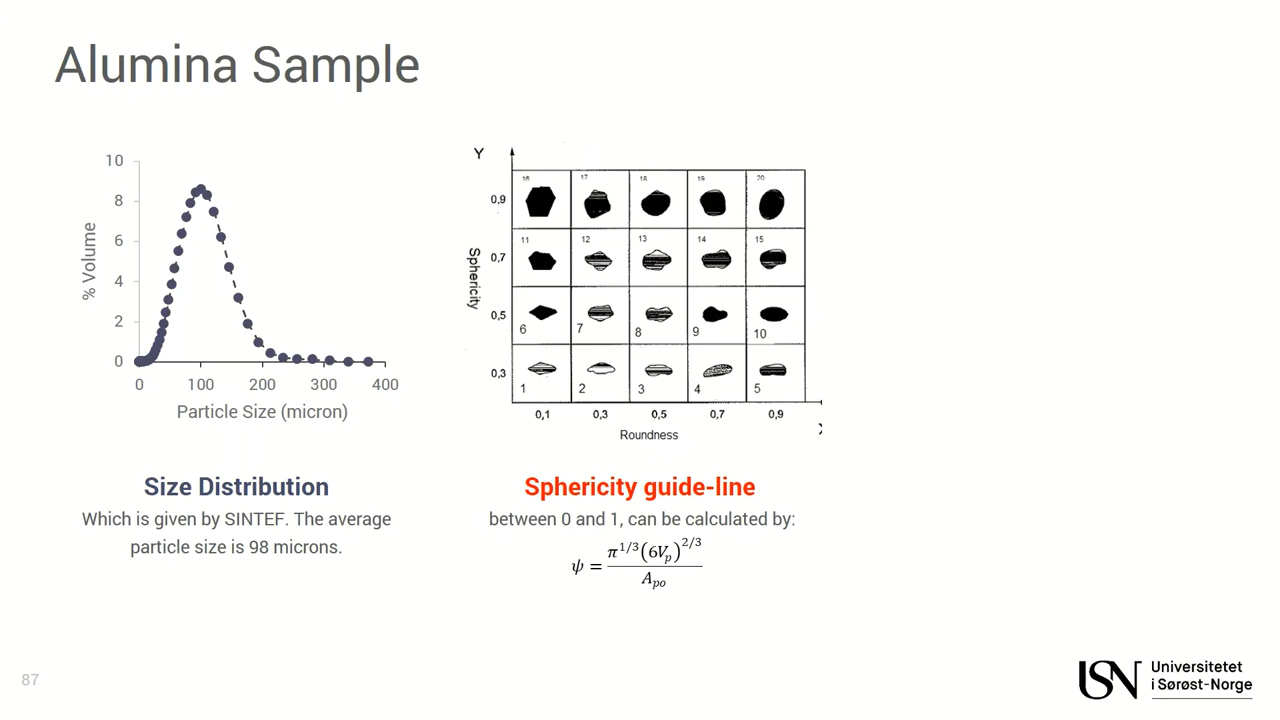 Alumina Sample
10
8
6
4
2
0
% Volume
0 100 200 300 400
Particle Size (micron)
Y
0,9
0,7
0,5
0,3
Sphericity
16 17 18 19 20
11 12 13 14 15
6 7 8 9 10
1 2 3 4 5
0,1 0,3 0,5 0,7 0,9
Roundness
Size Distribution
Which is given by SINTEF. The average
particle size is 98 microns.
Sphericity guide-line
between 0 and 1, can be calculated by:
ψ = π^{1/3}(6V_p)^{2/3} / A_{po}
87
USN Universitetet
i Sørøst-Norge